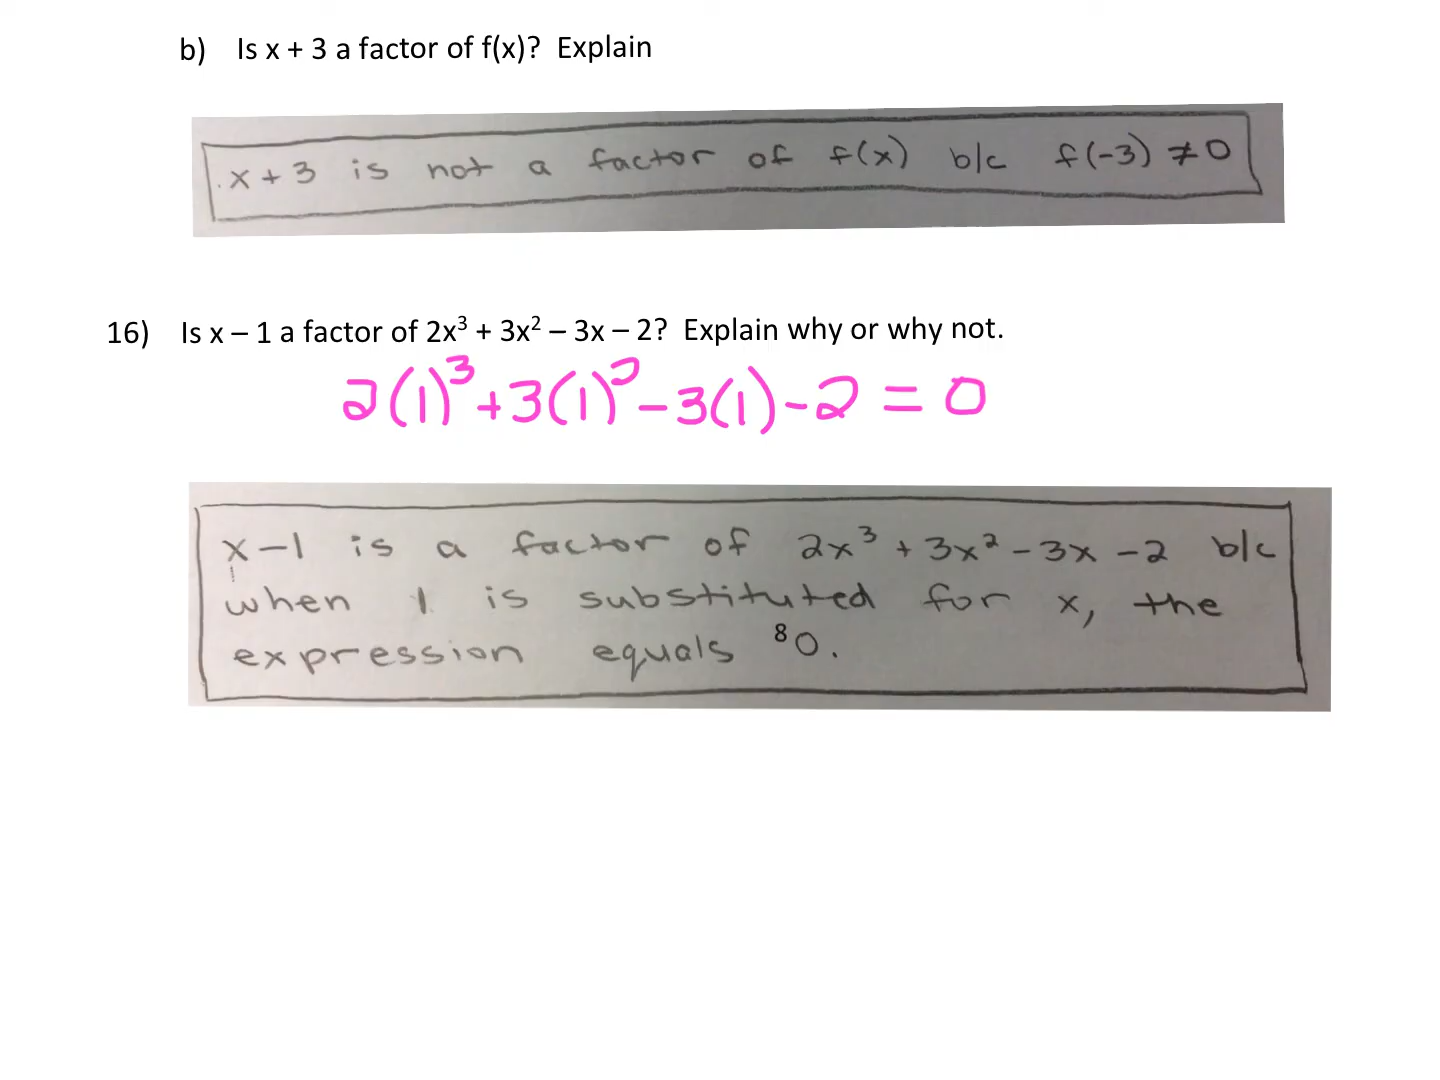 b) Is x + 3 a factor of f(x)? Explain
x + 3 is not a factor of f(x) b/c f(-3) ≠ 0
16) Is x – 1 a factor of 2x³ + 3x² – 3x – 2? Explain why or why not.
2(1)³ + 3(1)² - 3(1) - 2 = 0
x - 1 is a factor of 2x³ + 3x² - 3x - 2 b/c
when 1 is substituted for x, the
expression equals ⁸0.